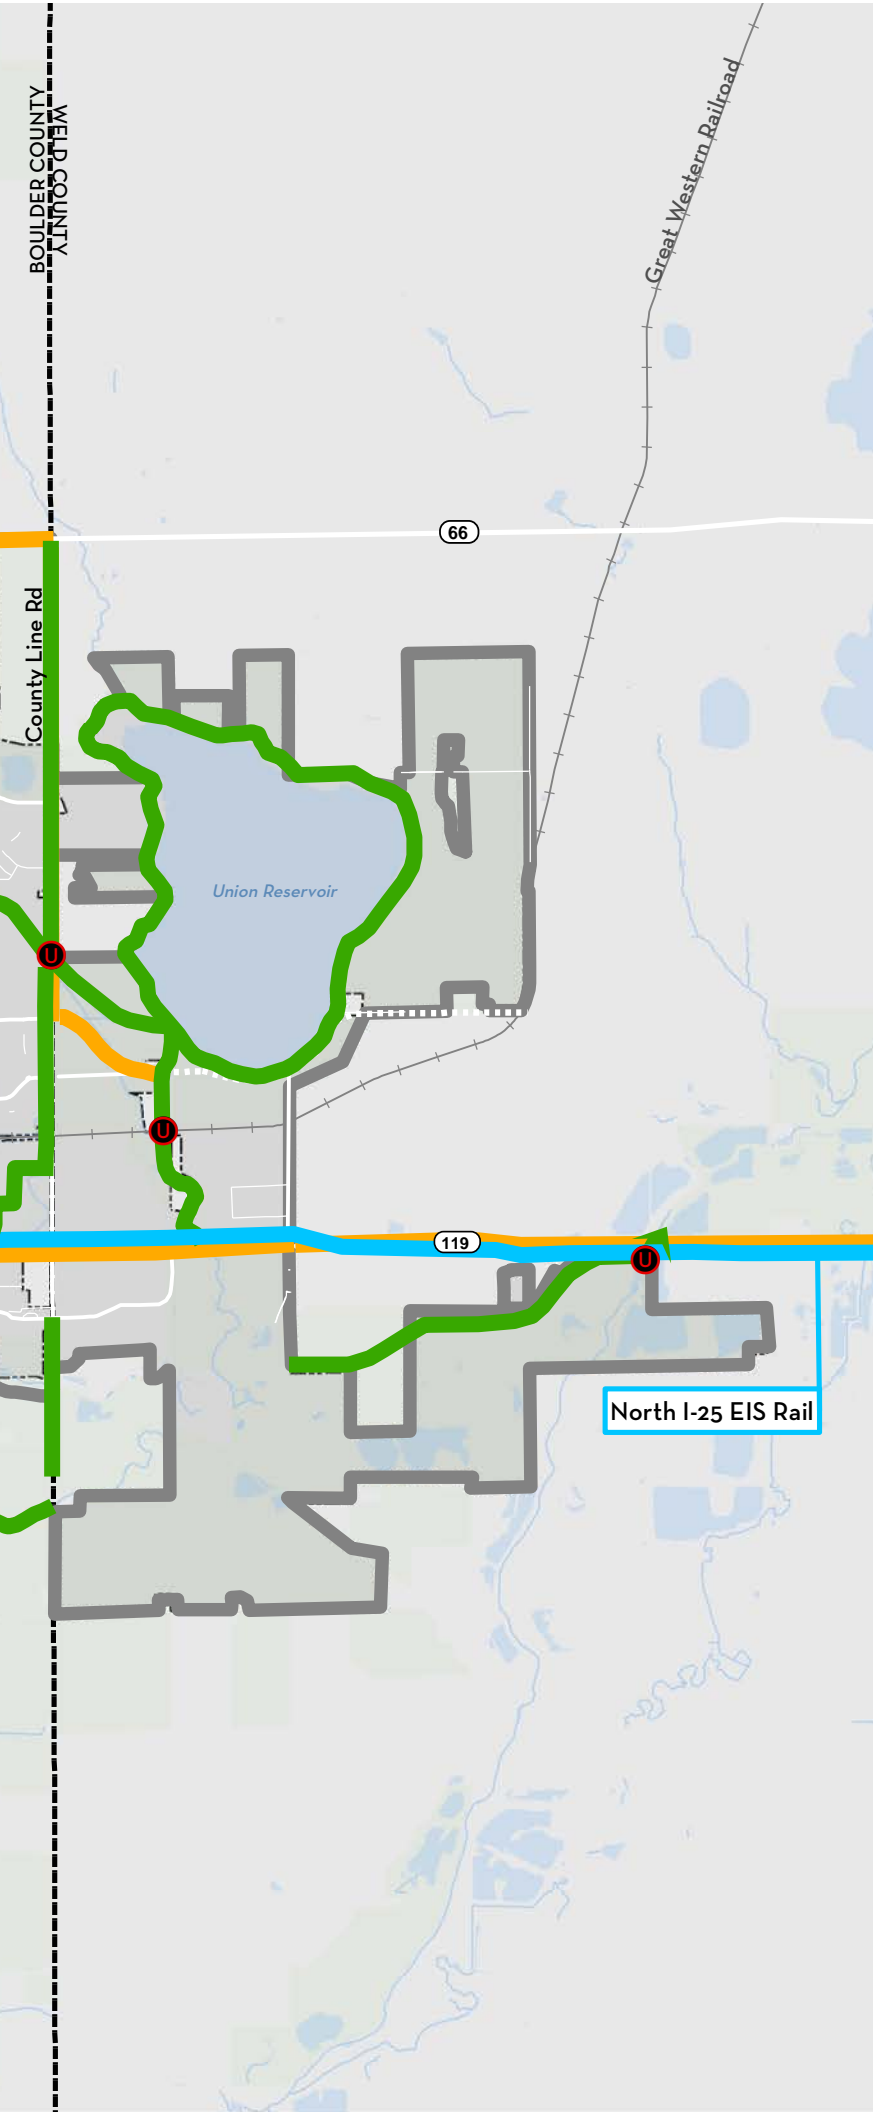 BOULDER COUNTY
WELD COUNTY
Great Western Railroad
66
County Line Rd
Union Reservoir
U
U
119
U
North I-25 EIS Rail